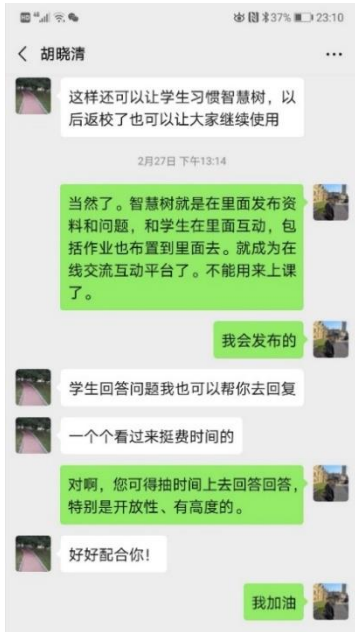 37% 23:10
胡晓清
这样还可以让学生习惯智慧树，以
后返校了也可以让大家继续使用
2月27日 下午13:14
当然了。智慧树就是在里面发布资
料和问题，和学生在里面互动，包
括作业也布置到里面去。就成为在
线交流互动平台了。不能用来上课
了。
我会发布的
学生回答问题我也可以帮你去回复
一个个看过来挺费时间的
对啊，您可得抽时间上去回答回答，
特别是开放性、有高度的。
好好配合你！
我加油